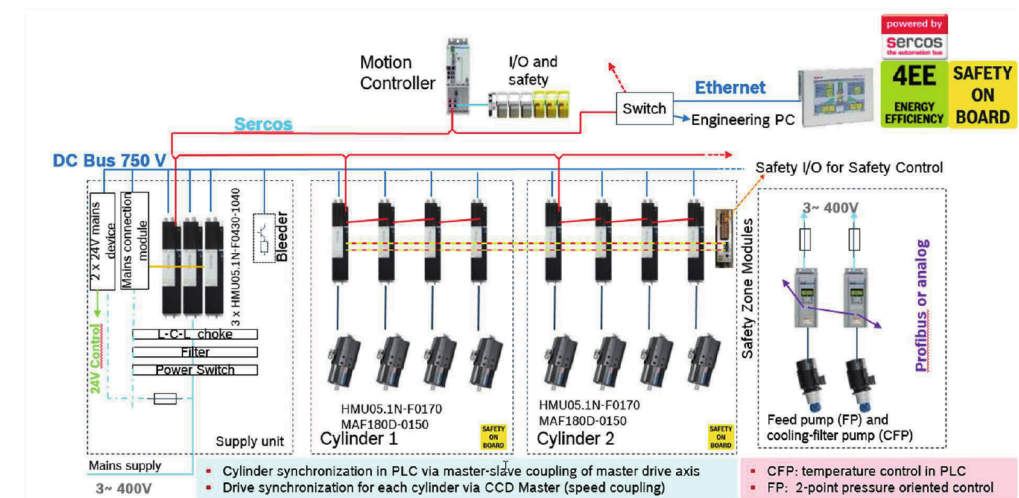 powered by
sercos
the automation bus
4EE
ENERGY
EFFICIENCY
SAFETY
ON
BOARD
Motion
Controller
I/O and
safety
Switch
Ethernet
Engineering PC
Sercos
DC Bus 750 V
Safety I/O for Safety Control
2 x 24V mains
device
Mains connection
module
3 x HMU05.1N-F0430-1040
Bleeder
24V Control
L-C-L choke
Filter
Power Switch
Supply unit
Mains supply
3~ 400V
HMU05.1N-F0170
MAF180D-0150
Cylinder 1
SAFETY
ON
BOARD
HMU05.1N-F0170
MAF180D-0150
Cylinder 2
SAFETY
ON
BOARD
Safety Zone Modules
3~ 400V
Profibus or analog
Feed pump (FP) and
cooling-filter pump (CFP)
▪ Cylinder synchronization in PLC via master-slave coupling of master drive axis
▪ Drive synchronization for each cylinder via CCD Master (speed coupling)
▪ CFP: temperature control in PLC
▪ FP: 2-point pressure oriented control